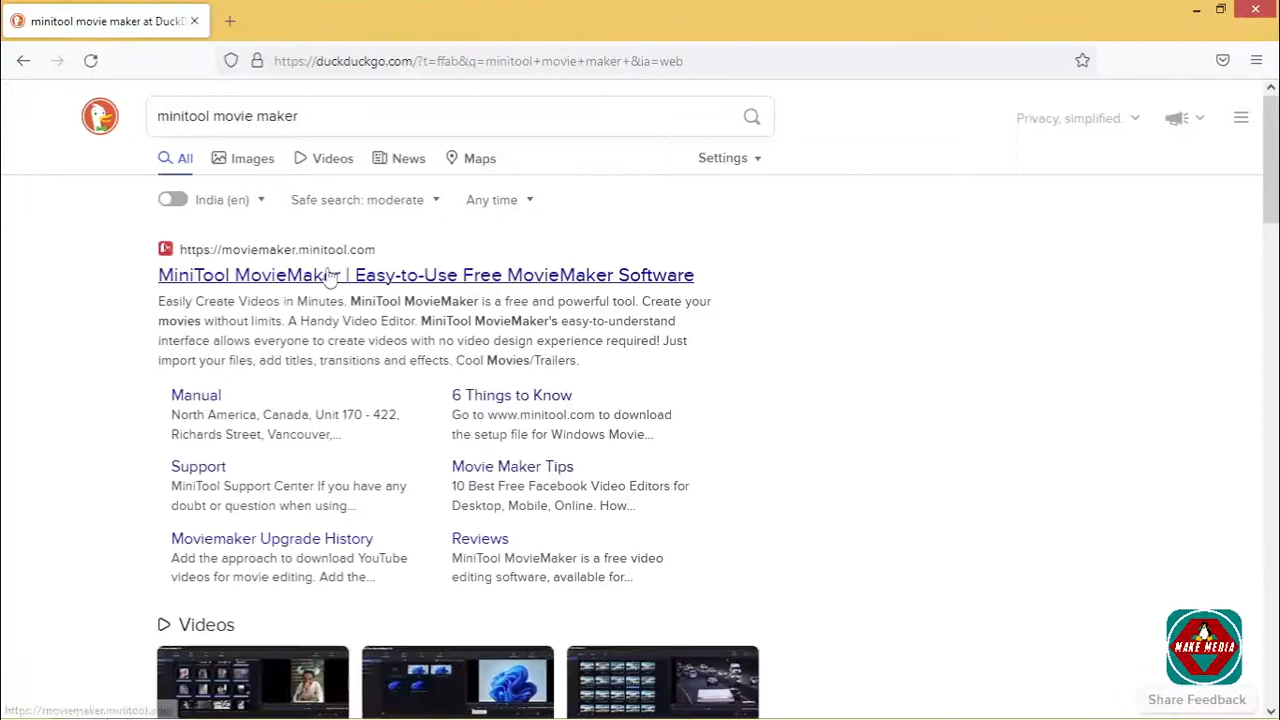 minitool movie maker at DuckD
https://duckduckgo.com/?t=ffab&q=minitool+movie+maker+&ia=web
minitool movie maker
Privacy, simplified.
All
Images
Videos
News
Maps
Settings
India (en)
Safe search: moderate
Any time
https://moviemaker.minitool.com
MiniTool MovieMaker | Easy-to-Use Free MovieMaker Software
Easily Create Videos in Minutes. MiniTool MovieMaker is a free and powerful tool. Create your
movies without limits. A Handy Video Editor. MiniTool MovieMaker's easy-to-understand
interface allows everyone to create videos with no video design experience required! Just
import your files, add titles, transitions and effects. Cool Movies/Trailers.
Manual
North America, Canada, Unit 170 - 422,
Richards Street, Vancouver,...
6 Things to Know
Go to www.minitool.com to download
the setup file for Windows Movie...
Support
MiniTool Support Center If you have any
doubt or question when using...
Movie Maker Tips
10 Best Free Facebook Video Editors for
Desktop, Mobile, Online. How...
Moviemaker Upgrade History
Add the approach to download YouTube
videos for movie editing. Add the...
Reviews
MiniTool MovieMaker is a free video
editing software, available for...
Videos
MAKE MEDIA
Share Feedback